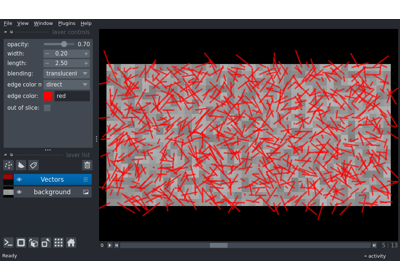 File View Window Plugins Help
layer controls
opacity: 0.70
width: 0.20
length: 2.50
blending: translucent
edge color m direct
edge color: red
out of slice:
layer list
Vectors
background
0 5 13
Ready activity